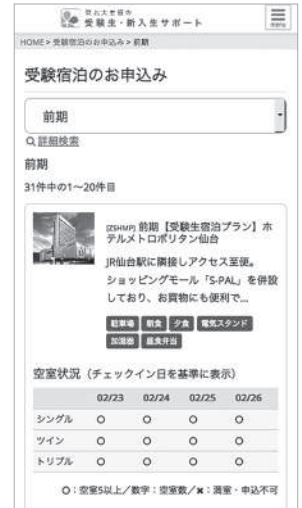 受験生・新入生サポート
menu
HOME > 受験宿泊のお申込み > 前期
受験宿泊のお申込み
前期
詳細検索
前期
31件中の1〜20件目
[ZSHMP] 前期【受験生宿泊プラン】ホ
テルメトロポリタン仙台
JR仙台駅に隣接しアクセス至便。
ショッピングモール「S-PAL」を併設
しており、お買物にも便利で...
駐車場 朝食 夕食 電気スタンド
加湿器 昼食弁当
空室状況（チェックイン日を基準に表示）
02/23 02/24 02/25 02/26
シングル ○ ○ ○ ○
ツイン ○ ○ ○ ○
トリプル ○ ○ ○ ○
○：空室5以上／数字：空室数／✖：満室・申込不可